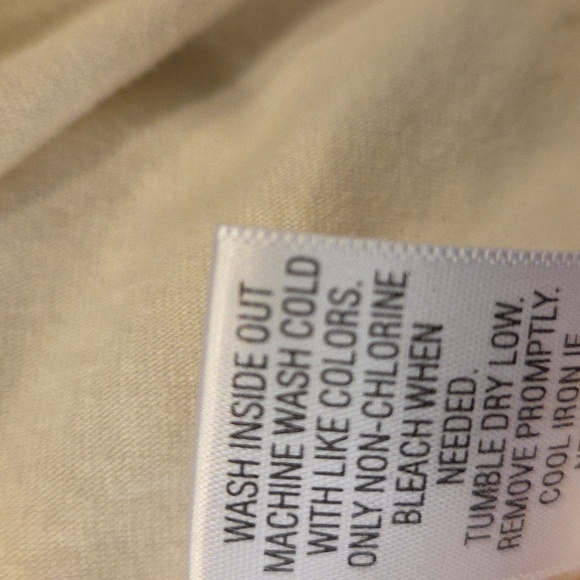 WASH INSIDE OUT
MACHINE WASH COLD
WITH LIKE COLORS.
ONLY NON-CHLORINE
BLEACH WHEN
NEEDED.
TUMBLE DRY LOW.
REMOVE PROMPTLY.
COOL IRON IF